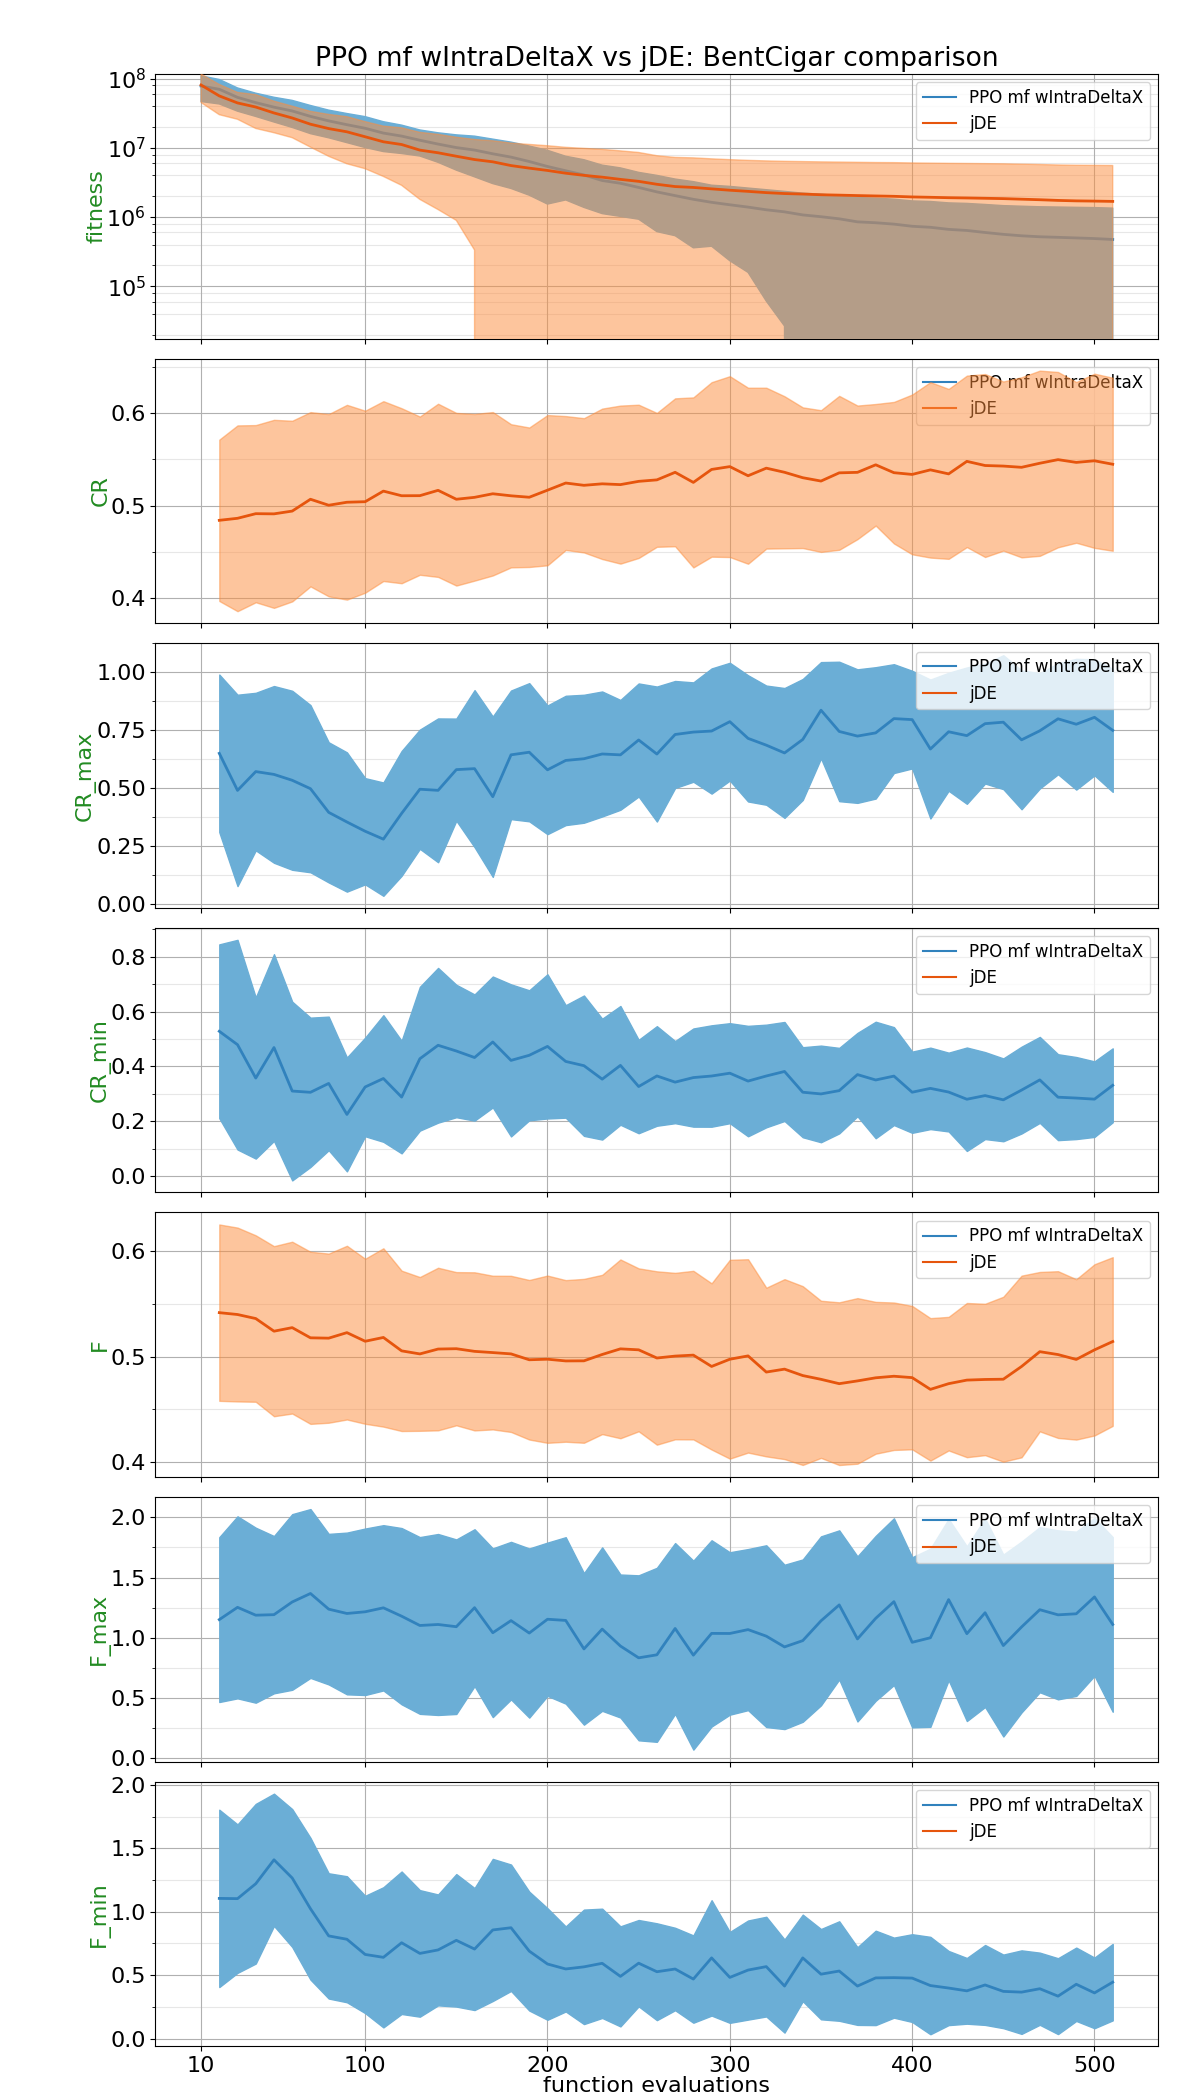 PPO mf wIntraDeltaX vs jDE: BentCigar comparison
10^8
10^7
10^6
10^5
fitness
PPO mf wIntraDeltaX
jDE
0.6
0.5
0.4
CR
PPO mf wIntraDeltaX
jDE
1.00
0.75
0.50
0.25
0.00
CR_max
PPO mf wIntraDeltaX
jDE
0.8
0.6
0.4
0.2
0.0
CR_min
PPO mf wIntraDeltaX
jDE
0.6
0.5
0.4
F
PPO mf wIntraDeltaX
jDE
2.0
1.5
1.0
0.5
0.0
F_max
PPO mf wIntraDeltaX
jDE
2.0
1.5
1.0
0.5
0.0
F_min
PPO mf wIntraDeltaX
jDE
10 100 200 300 400 500
function evaluations